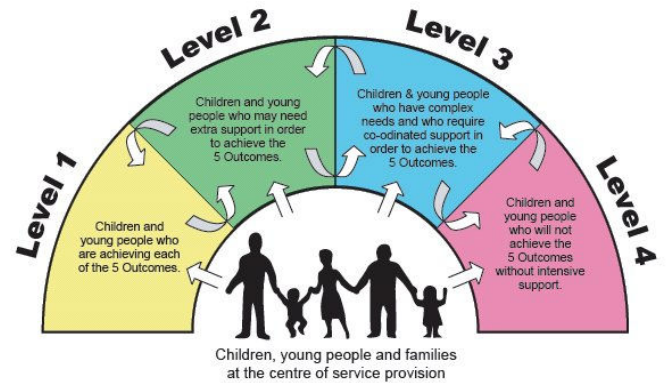 Level 1
Children and
young people who
are achieving each
of the 5 Outcomes.
Level 2
Children and young
people who may need
extra support in order
to achieve the
5 Outcomes.
Level 3
Children & young people
who have complex
needs and who require
co-odinated support in
order to achieve the
5 Outcomes.
Level 4
Children and
young people
who will not
achieve the
5 Outcomes
without intensive
support.
Children, young people and families
at the centre of service provision